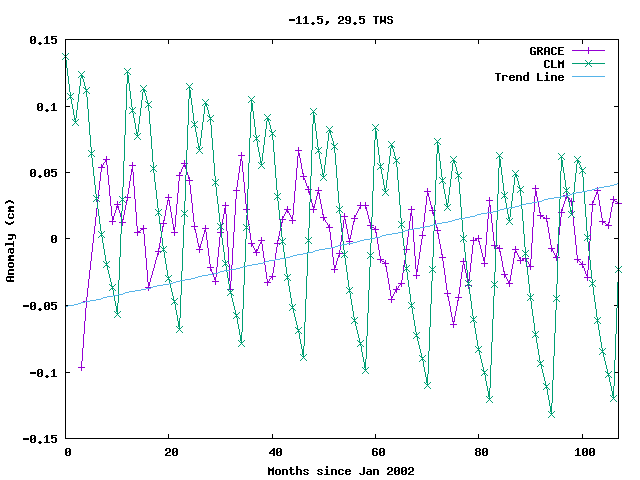 -11.5, 29.5 TWS
0.15
0.1
0.05
0
-0.05
-0.1
-0.15
Anomaly (cm)
GRACE
CLM
Trend Line
0 20 40 60 80 100
Months since Jan 2002